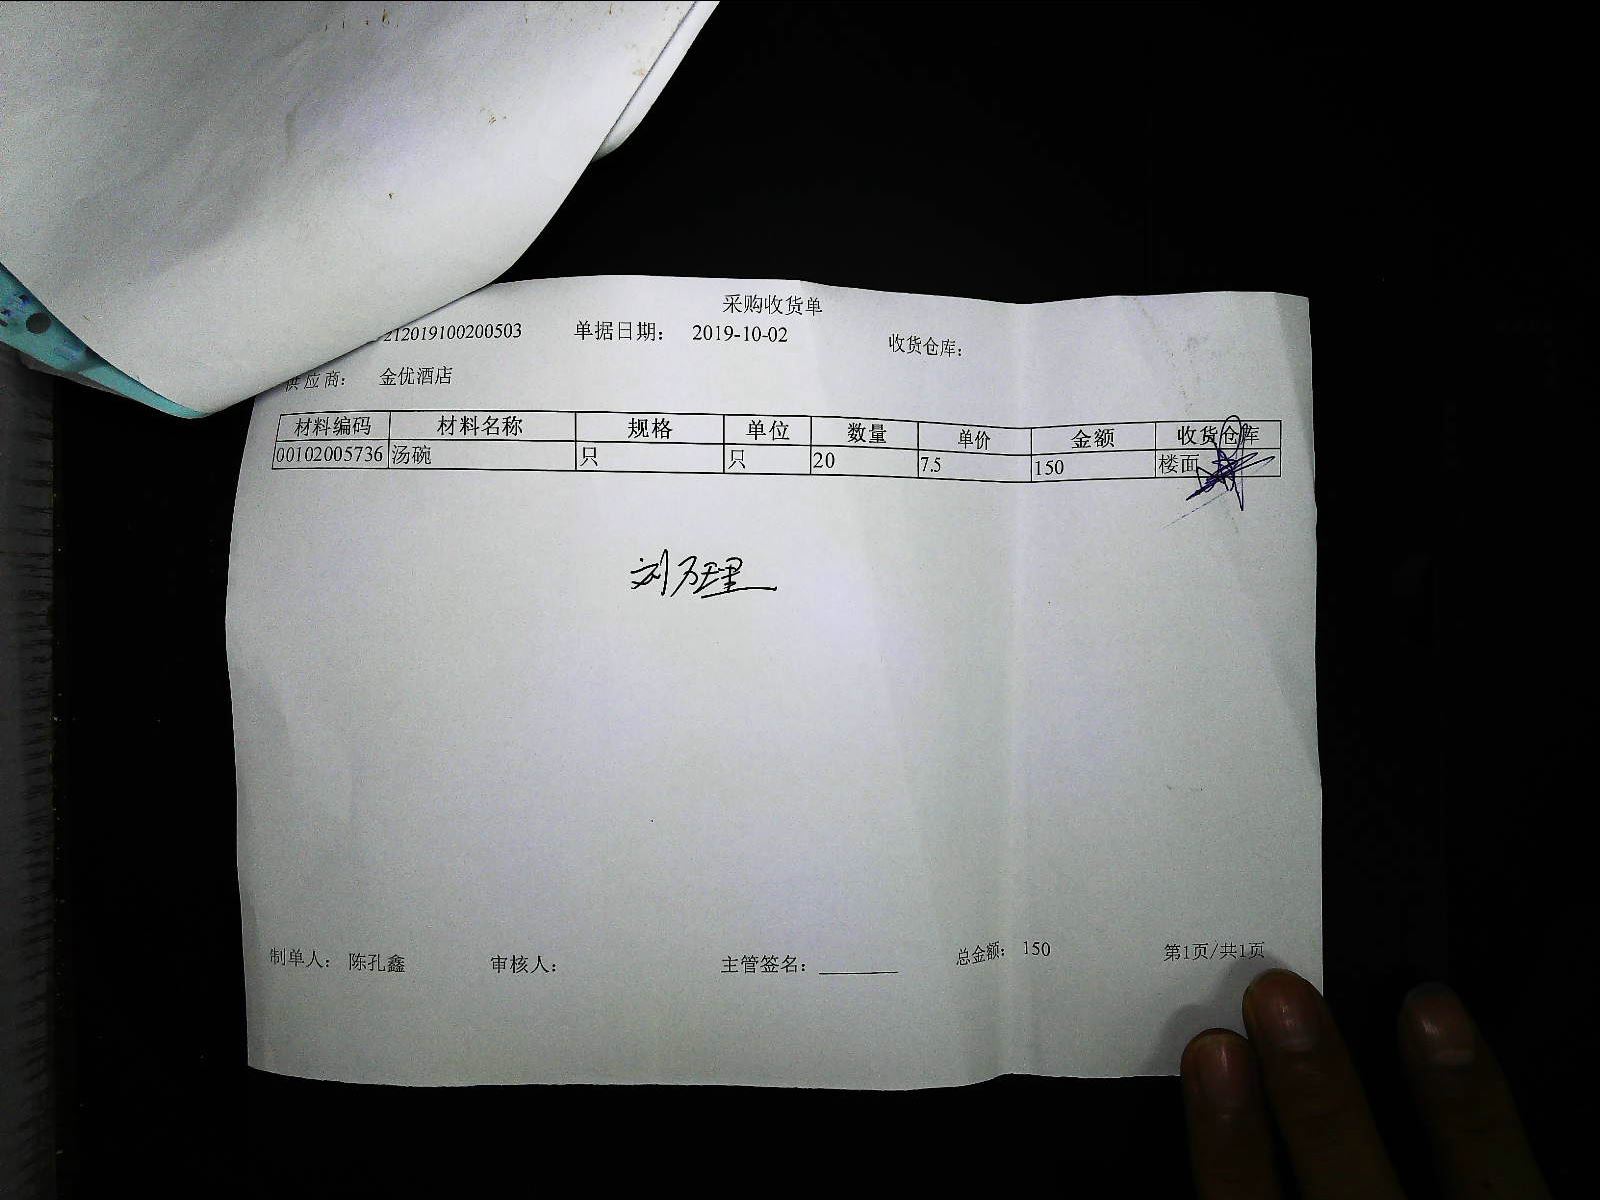 采购收货单
212019100200503 单据日期： 2019-10-02 收货仓库：
供应商： 金优酒店
材料编码 材料名称 规格 单位 数量 单价 金额 收货仓库
00102005736 汤碗 只 只 20 7.5 150 楼面
刘万理
制单人： 陈孔鑫 审核人： 主管签名： 总金额： 150 第1页/共1页